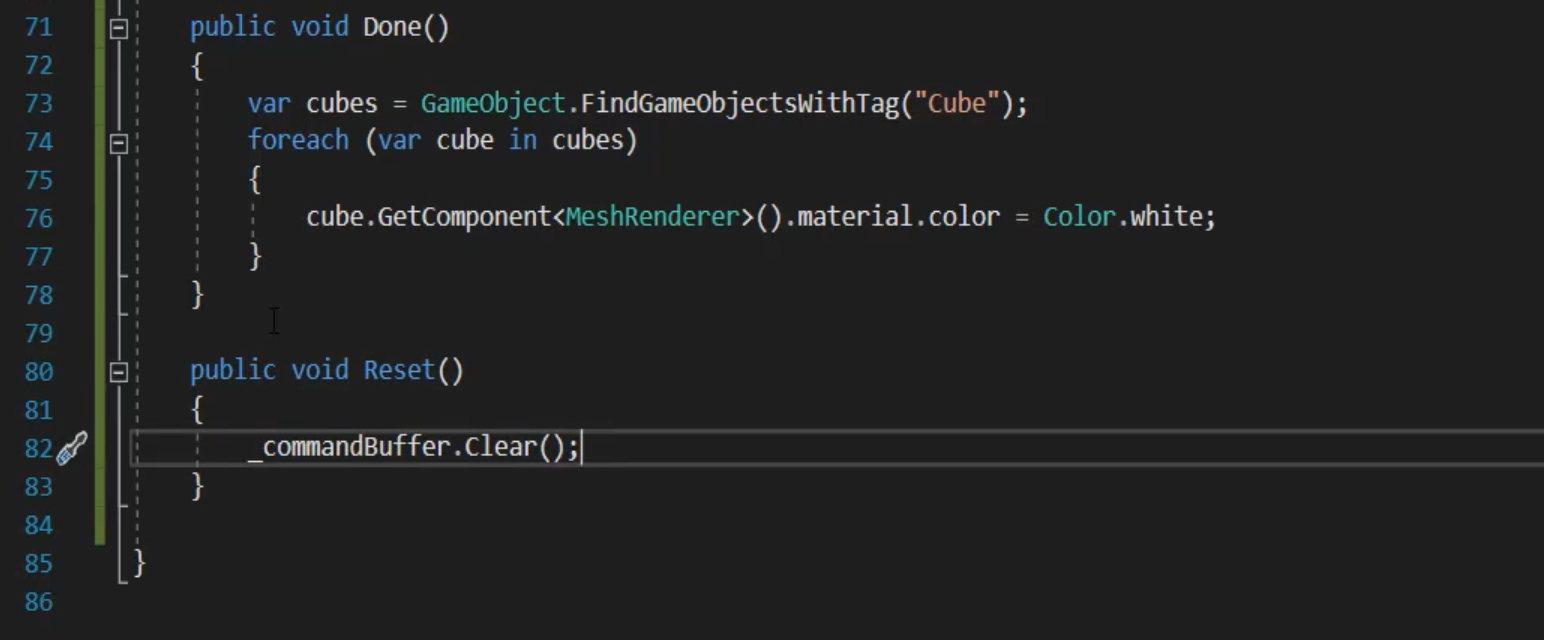 71 public void Done()
72 {
73 var cubes = GameObject.FindGameObjectsWithTag("Cube");
74 foreach (var cube in cubes)
75 {
76 cube.GetComponent<MeshRenderer>().material.color = Color.white;
77 }
78 }
79
80 public void Reset()
81 {
82 _commandBuffer.Clear();
83 }
84
85 }
86